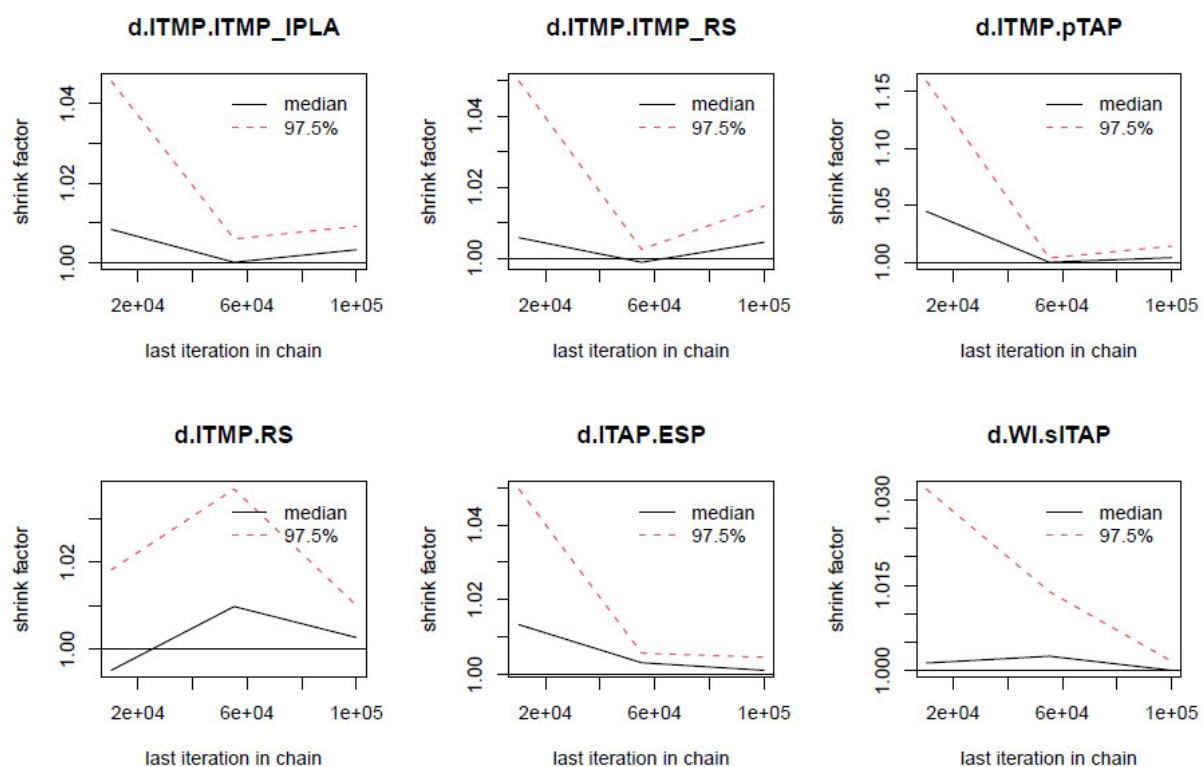 d.ITMP.ITMP_IPLA
shrink factor
1.00 1.02 1.04
median
97.5%
2e+04 6e+04 1e+05
last iteration in chain
d.ITMP.ITMP_RS
shrink factor
1.00 1.02 1.04
median
97.5%
2e+04 6e+04 1e+05
last iteration in chain
d.ITMP.pTAP
shrink factor
1.00 1.05 1.10 1.15
median
97.5%
2e+04 6e+04 1e+05
last iteration in chain
d.ITMP.RS
shrink factor
1.00 1.02
median
97.5%
2e+04 6e+04 1e+05
last iteration in chain
d.ITAP.ESP
shrink factor
1.00 1.02 1.04
median
97.5%
2e+04 6e+04 1e+05
last iteration in chain
d.WI.sITAP
shrink factor
1.000 1.015 1.030
median
97.5%
2e+04 6e+04 1e+05
last iteration in chain